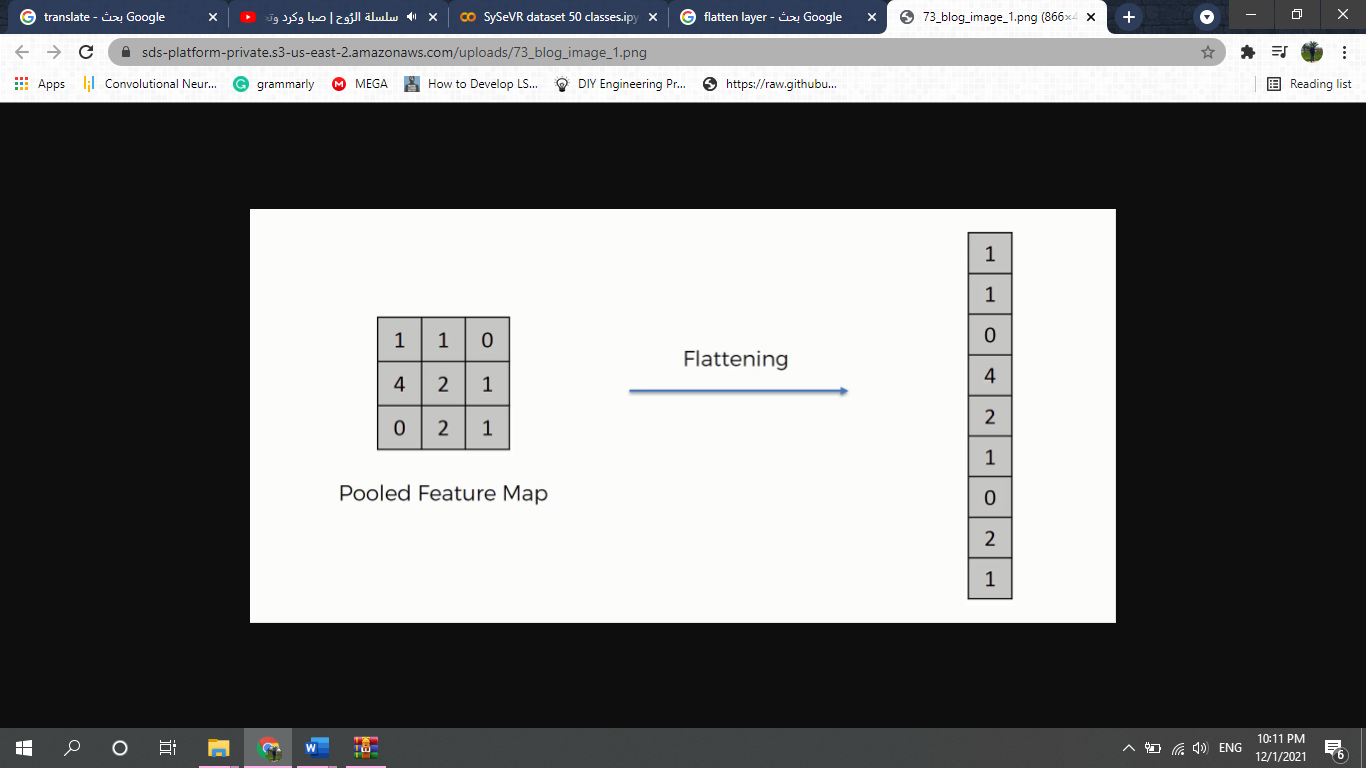 translate - بحث Google
سلسلة الرُوح | صبا وكرد وتج
SySeVR dataset 50 classes.ipy
flatten layer - بحث Google
73_blog_image_1.png (866×4
sds-platform-private.s3-us-east-2.amazonaws.com/uploads/73_blog_image_1.png
Apps
Convolutional Neur...
grammarly
MEGA
How to Develop LS...
DIY Engineering Pr...
https://raw.githubu...
Reading list
1 1 0
4 2 1
0 2 1
Pooled Feature Map
Flattening
1
1
0
4
2
1
0
2
1
ENG
10:11 PM
12/1/2021
6